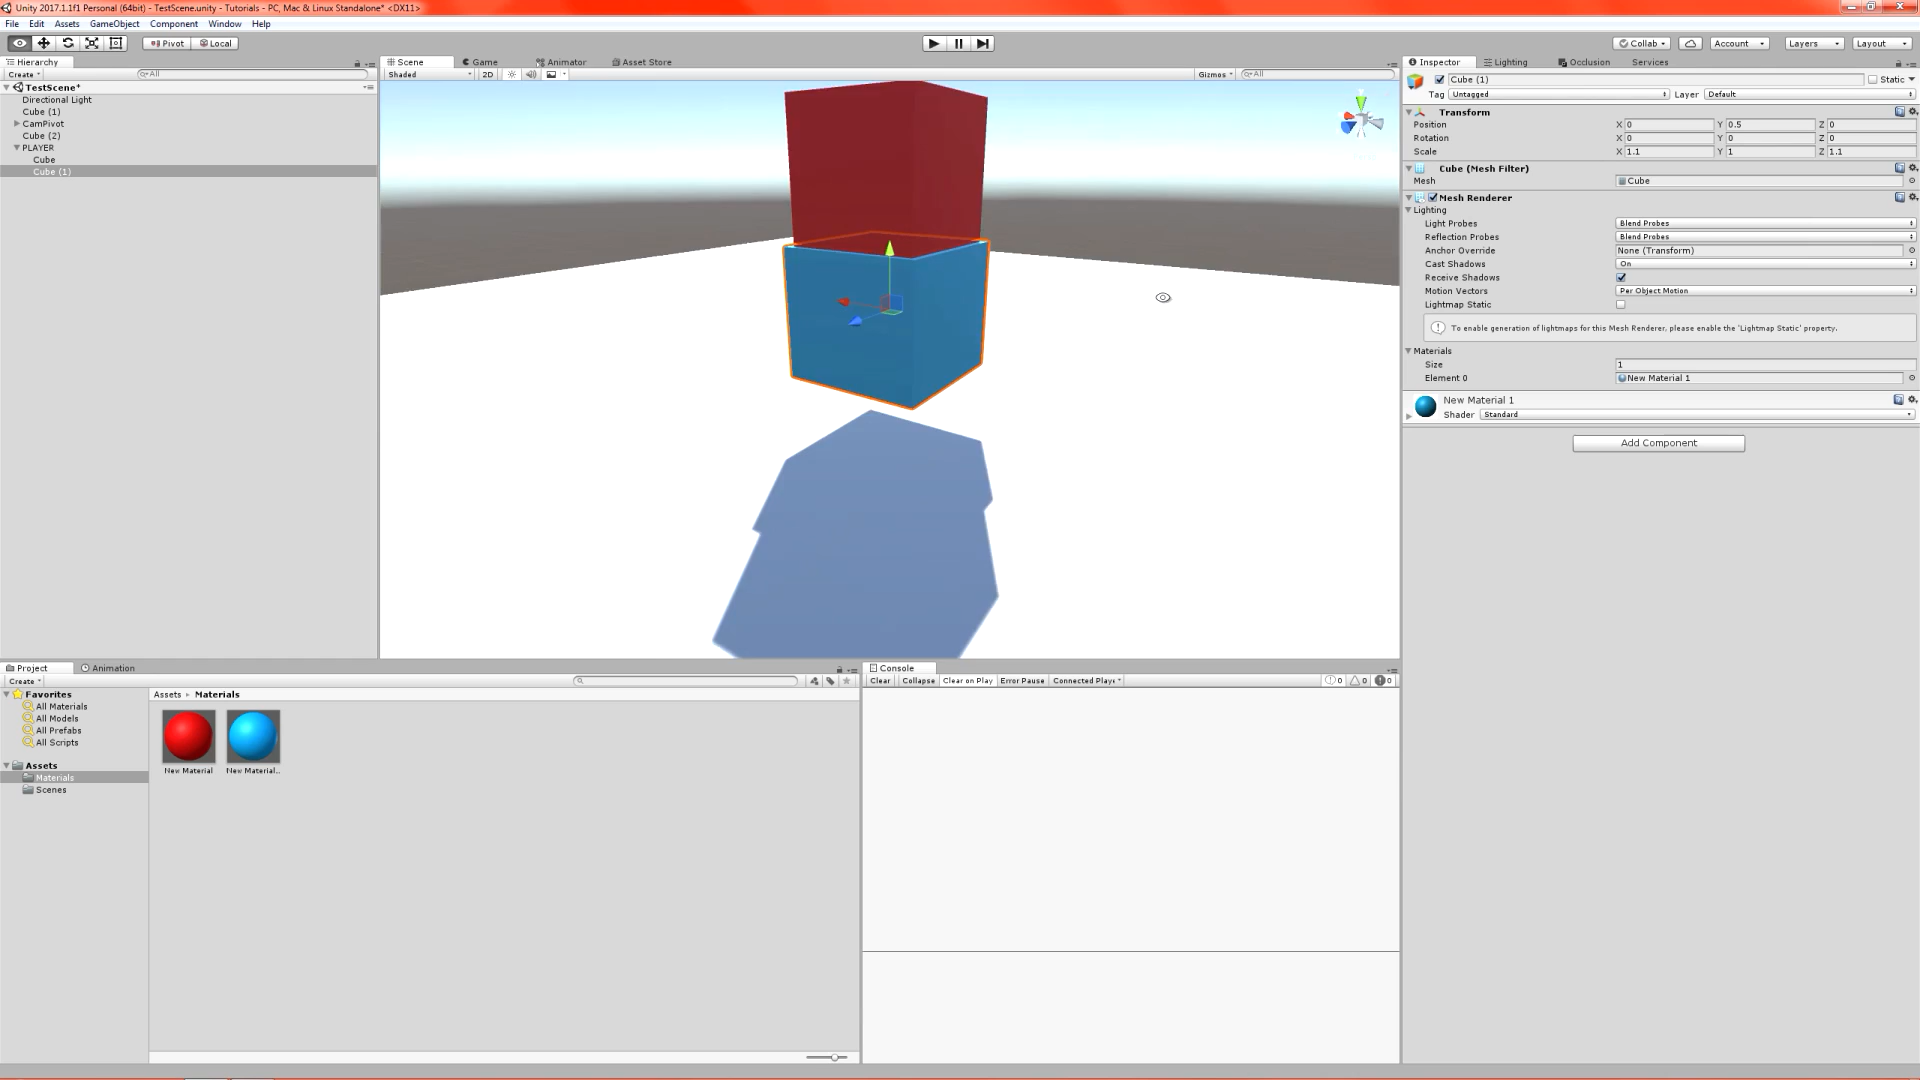 Unity 2017.1.1f1 Personal (64bit) - TestScene.unity - Tutorials - PC, Mac & Linux Standalone* <DX11>
File Edit Assets GameObject Component Window Help
Pivot Local Collab Account Layers Layout
Hierarchy
Create All
TestScene*
Directional Light
Cube (1)
CamPivot
Cube (2)
PLAYER
Cube
Cube (1)
Scene Game Animator Asset Store
Shaded 2D Gizmos All
Inspector Lighting Occlusion Services
Cube (1) Static
Tag Untagged Layer Default
Transform
Position X 0 Y 0.5 Z 0
Rotation X 0 Y 0 Z 0
Scale X 1.1 Y 1 Z 1.1
Cube (Mesh Filter)
Mesh Cube
Mesh Renderer
Lighting
Light Probes Blend Probes
Reflection Probes Blend Probes
Anchor Override None (Transform)
Cast Shadows On
Receive Shadows
Motion Vectors Per Object Motion
Lightmap Static
To enable generation of lightmaps for this Mesh Renderer, please enable the 'Lightmap Static' property.
Materials
Size 1
Element 0 New Material 1
New Material 1
Shader Standard
Add Component
Project Animation
Create
Favorites
All Materials
All Models
All Prefabs
All Scripts
Assets
Materials
Scenes
Assets Materials
New Material New Material..
Console
Clear Collapse Clear on Play Error Pause Connected Playe 0 0 0